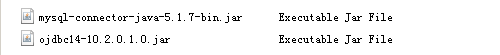 mysql-connector-java-5.1.7-bin.jar Executable Jar File
ojdbc14-10.2.0.1.0.jar Executable Jar File